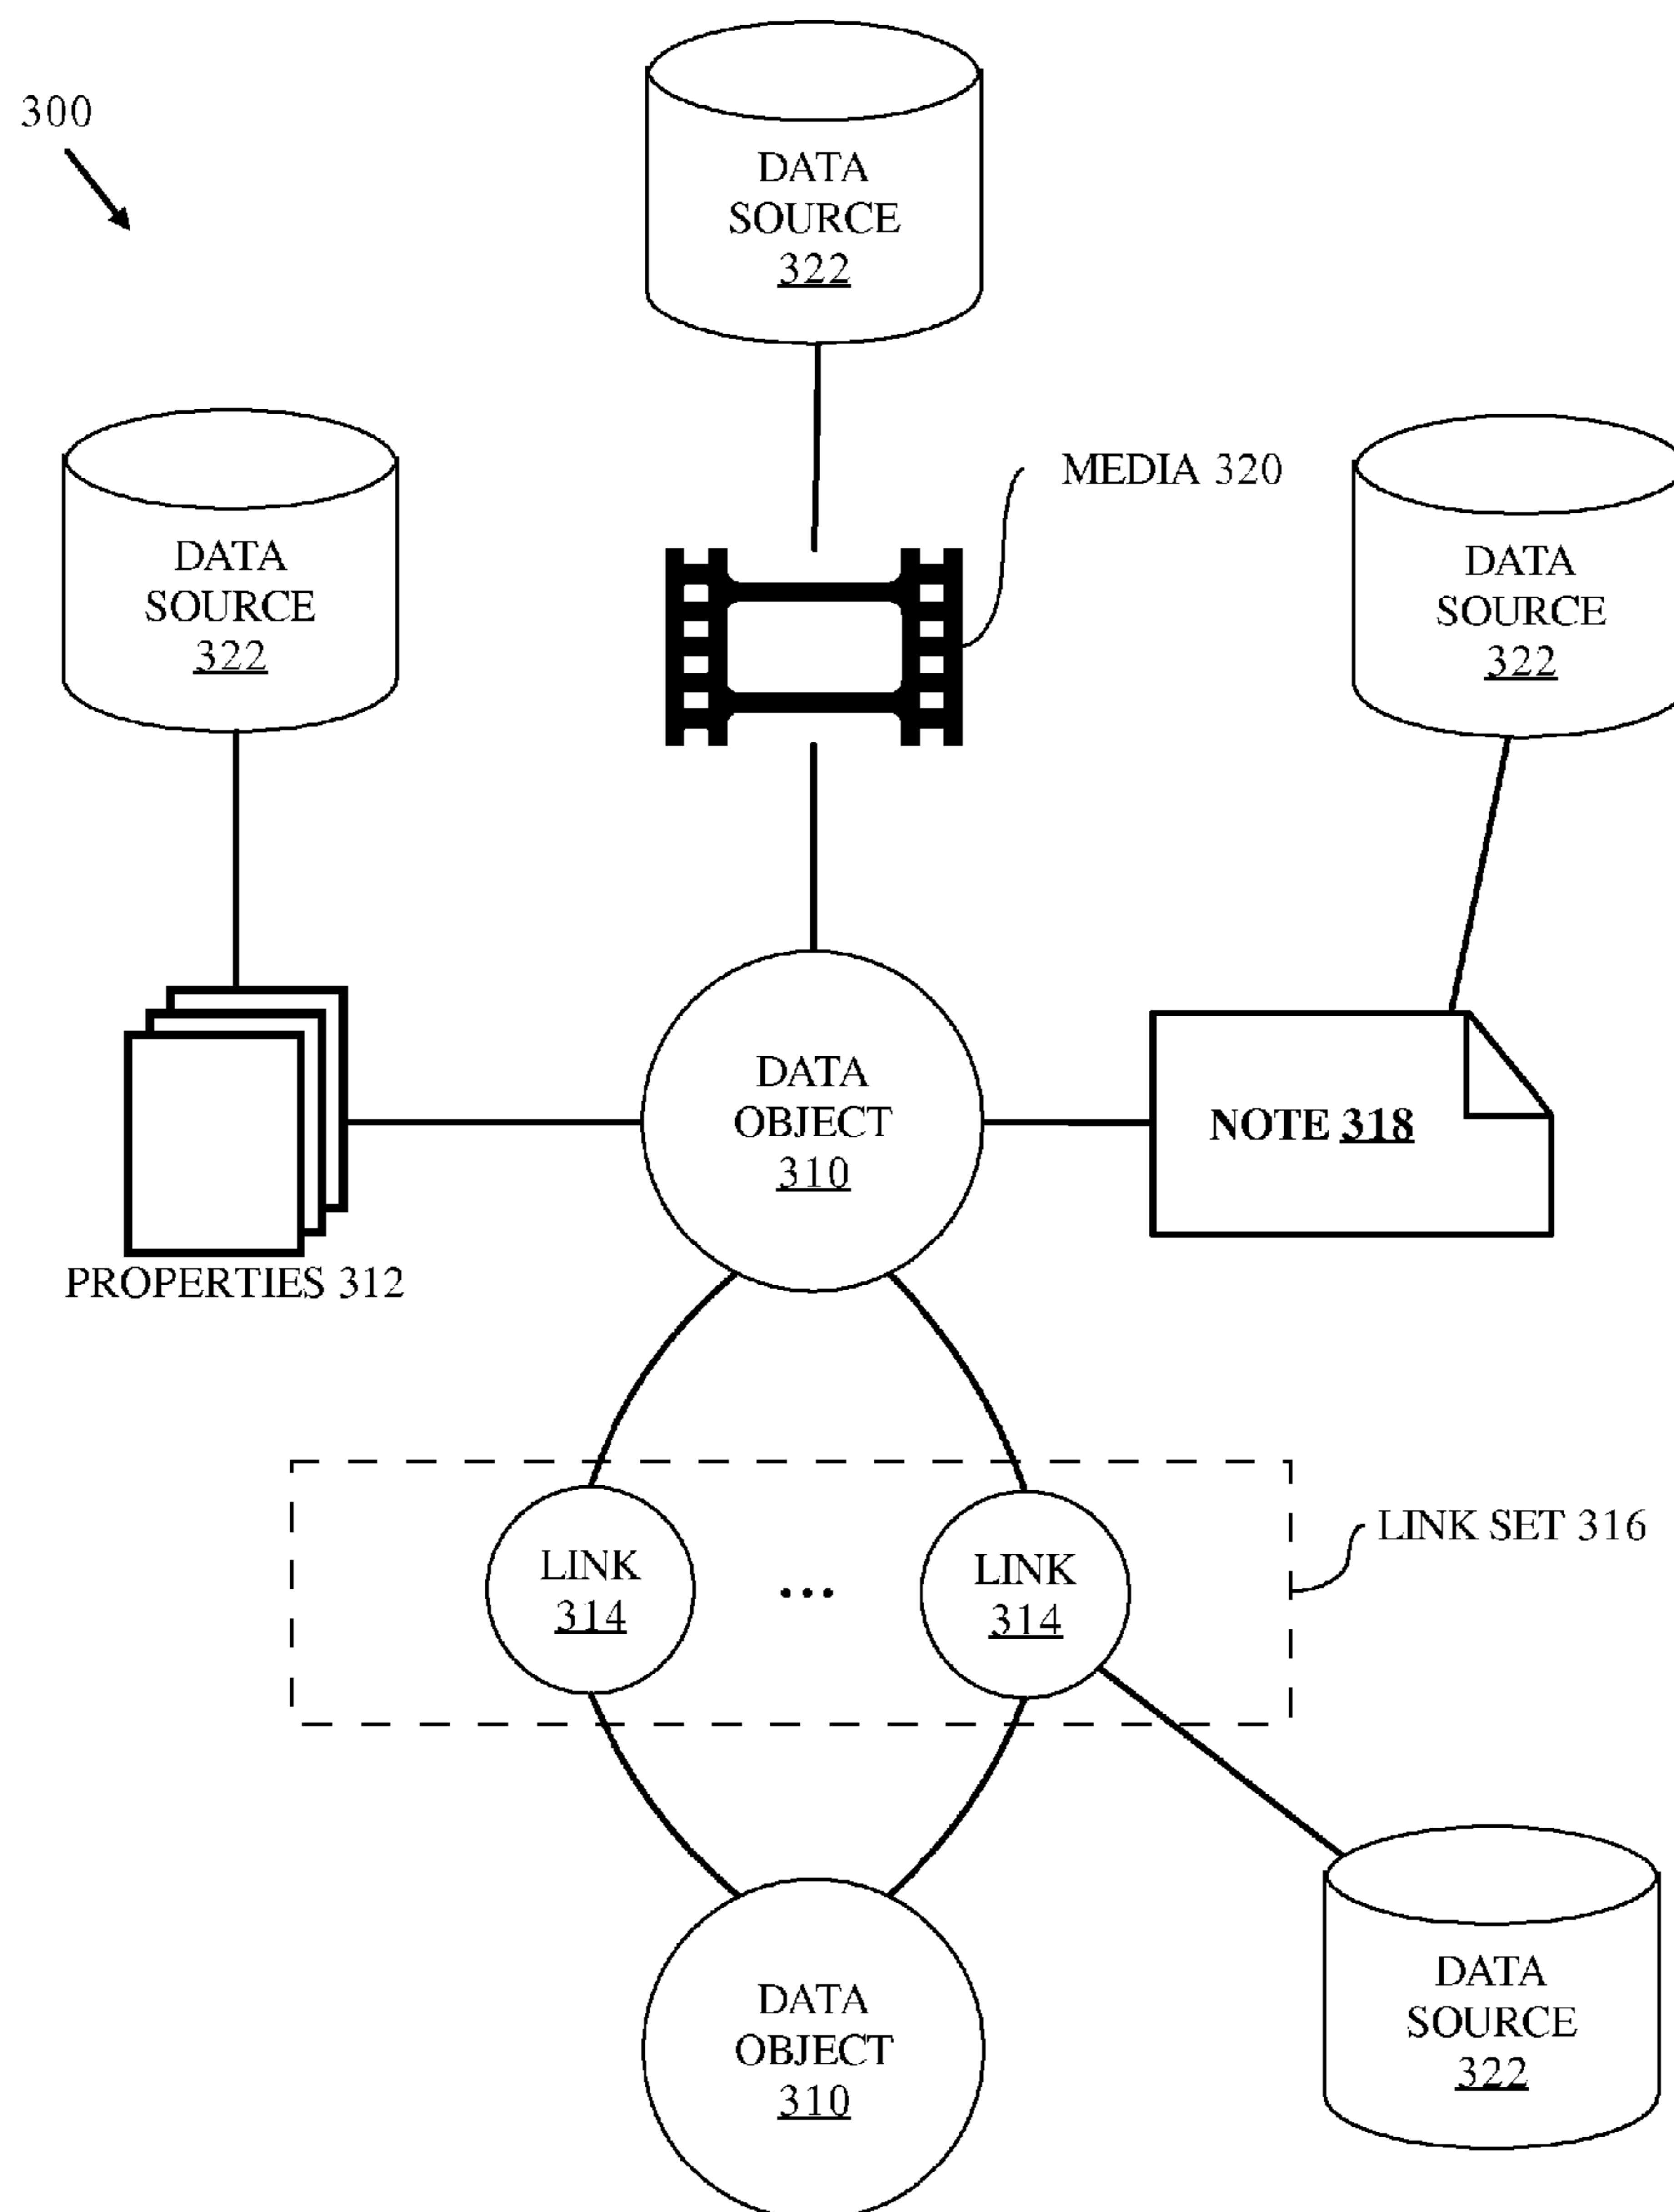 300
DATA
SOURCE
322
MEDIA 320
DATA
SOURCE
322
DATA
SOURCE
322
DATA
OBJECT
310
NOTE 318
PROPERTIES 312
LINK SET 316
LINK
314
...
LINK
314
DATA
SOURCE
322
DATA
OBJECT
310